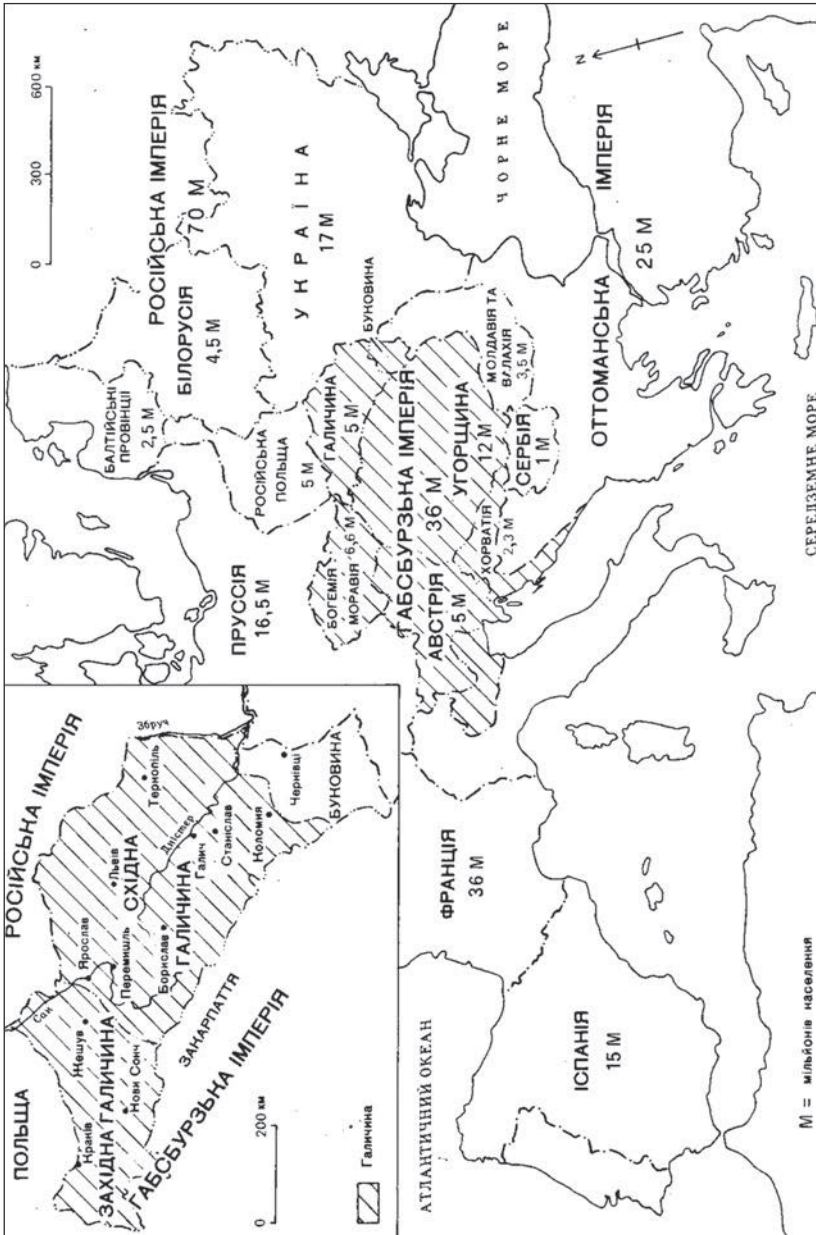 ПОЛЬЩА
РОСІЙСЬКА ІМПЕРІЯ
Краків
ЗАХІДНА ГАЛИЧИНА
Нови Сонч
Жешув
Сян
Ярослав
Перемишль
Львів
СХІДНА
ГАЛИЧИНА
Борислав
Дністер
Галич
Станіслав
Коломия
Тернопіль
Збруч
Чернівці
БУКОВИНА
ЗАКАРПАТТЯ
ГАБСБУРЗЬКА ІМПЕРІЯ
0 200 км
Галичина
0 300 600 км
РОСІЙСЬКА ІМПЕРІЯ
70 М
БАЛТІЙСЬКІ
ПРОВІНЦІЇ
2,5 М
БІЛОРУСІЯ
4,5 М
УКРАЇНА
17 М
РОСІЙСЬКА
ПОЛЬЩА
5 М
ПРУССІЯ
16,5 М
ГАЛИЧИНА
5 М
БУКОВИНА
БОГЕМІЯ -
МОРАВІЯ 6,6 М
ГАБСБУРЗЬКА ІМПЕРІЯ
36 М
АВСТРІЯ
5 М
УГОРЩИНА
12 М
ХОРВАТІЯ
2,3 М
СЕРБІЯ
1 М
МОЛДАВІЯ ТА
ВАЛАХІЯ
3,5 М
ЧОРНЕ МОРЕ
N
ОТТОМАНСЬКА ІМПЕРІЯ
25 М
ФРАНЦІЯ
36 М
АТЛАНТИЧНИЙ ОКЕАН
ІСПАНІЯ
15 М
СЕРЕДЗЕМНЕ МОРЕ
М = мільйонів населення